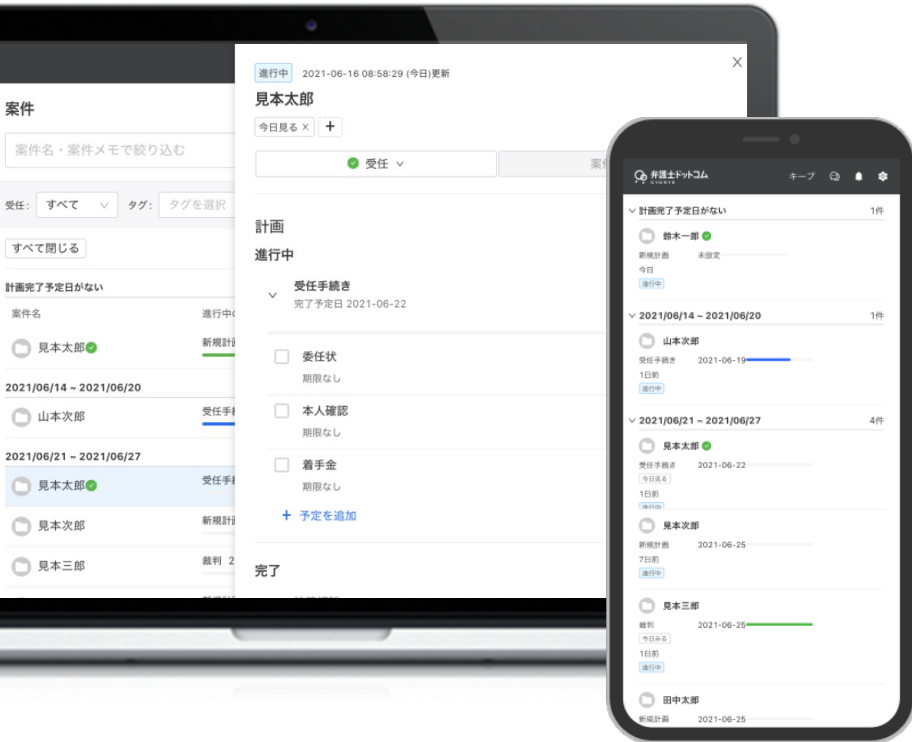 案件
案件名・案件メモで絞り込む
受任: すべて タグ: タグを選択
すべて閉じる
計画完了予定日がない
案件名 進行中
見本太郎 新規計
2021/06/14 ~ 2021/06/20
山本次郎 受任手
2021/06/21 ~ 2021/06/27
見本太郎 受任手
見本次郎 新規計
見本三郎 裁判 2
進行中 2021-06-16 08:58:29 (今日)更新
X
見本太郎
今日見る × +
受任 案
計画
進行中
受任手続き
完了予定日 2021-06-22
委任状
期限なし
本人確認
期限なし
着手金
期限なし
+ 予定を追加
完了
弁護士ドットコム キープ
計画完了予定日がない 1件
鈴木一郎
新規計画 未設定
今日
進行中
2021/06/14 ~ 2021/06/20 1件
山本次郎
受任手続き 2021-06-19
1日前
進行中
2021/06/21 ~ 2021/06/27 4件
見本太郎
受任手続き 2021-06-22
今日見る
1日前
進行中
見本次郎
新規計画 2021-06-25
7日前
進行中
見本三郎
裁判 2021-06-25
今日みる
1日前
進行中
田中太郎
新規計画 2021-06-25